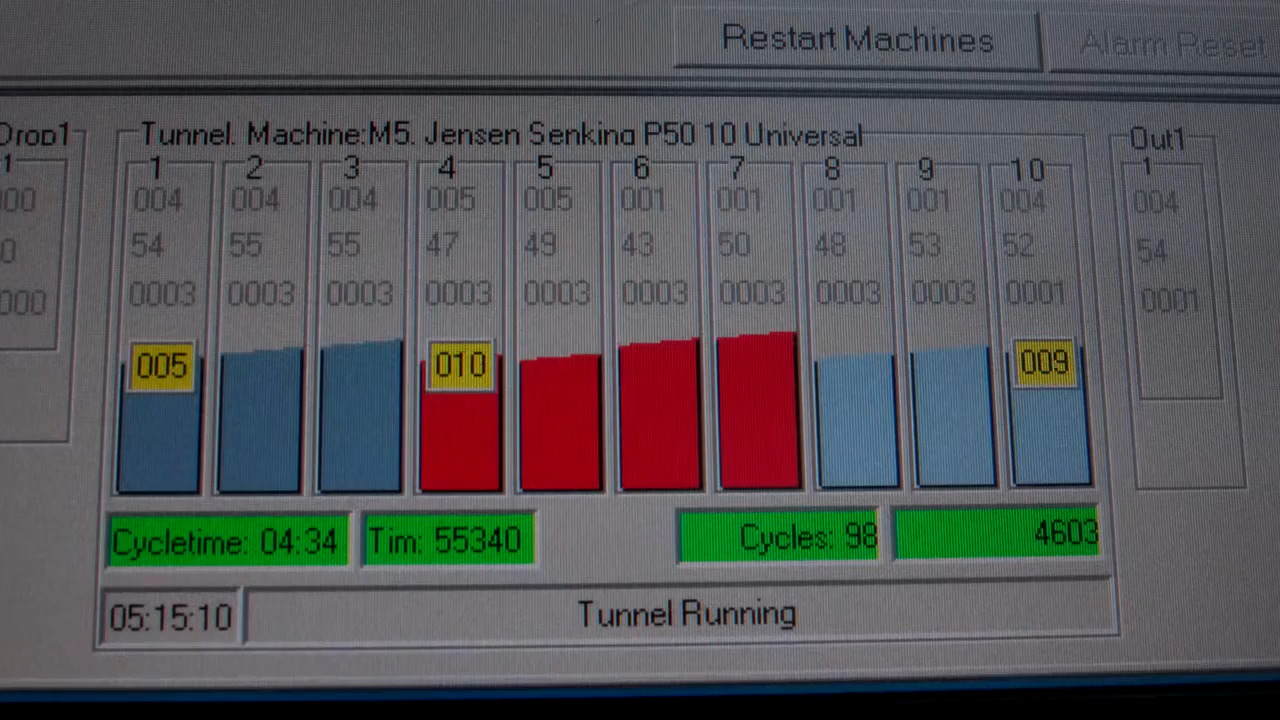 Restart Machines Alarm Reset
Drop1 Tunnel. Machine:M5. Jensen Senking P50 10 Universal Out1
1 1 2 3 4 5 6 7 8 9 10 1
000 004 004 004 005 005 001 001 001 001 004 004
0 54 55 55 47 49 43 50 48 53 52 54
000 0003 0003 0003 0003 0003 0003 0003 0003 0003 0001 0001
005 010 009
Cycletime: 04:34 Tim: 55340 Cycles: 98 4603
05:15:10 Tunnel Running